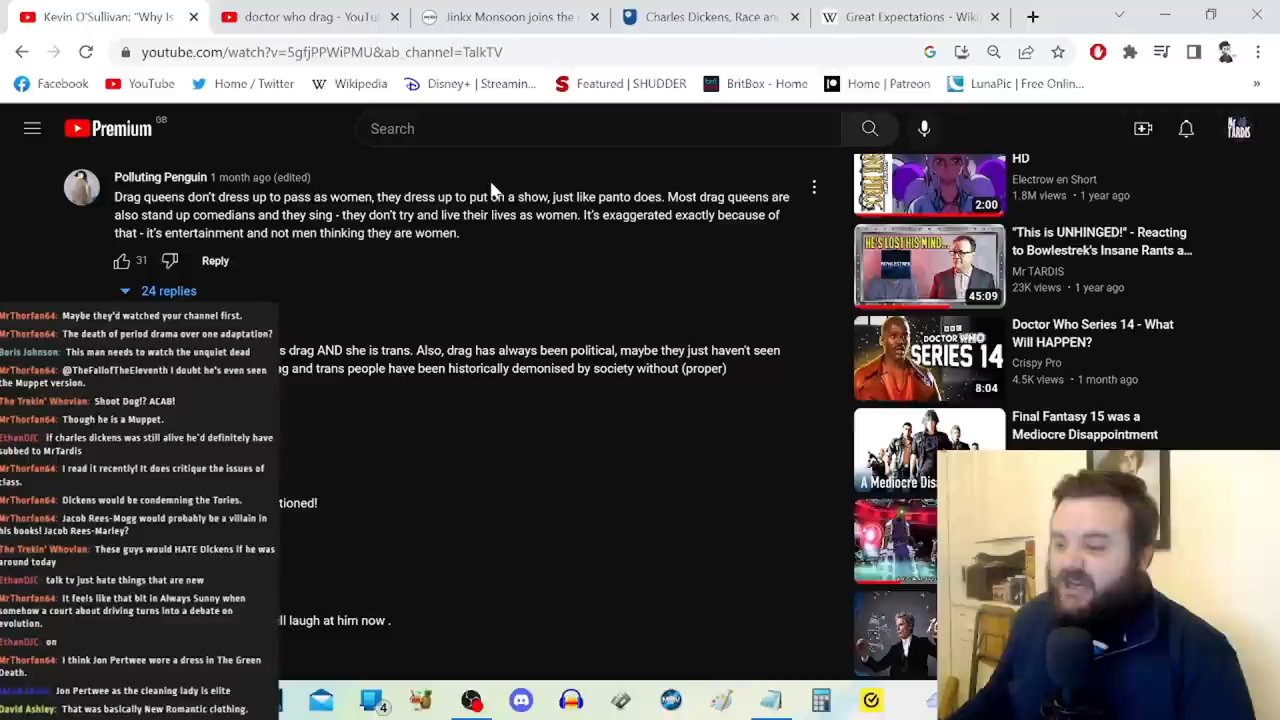 Kevin O'Sullivan: "Why Is
doctor who drag - YouTu
Jinkx Monsoon joins the
Charles Dickens, Race an
Great Expectations - Wiki
youtube.com/watch?v=5gfjPPWiPMU&ab_channel=TalkTV
Facebook
YouTube
Home / Twitter
Wikipedia
Disney+ | Streamin...
Featured | SHUDDER
BritBox - Home
Home | Patreon
LunaPic | Free Onlin...
»
Premium GB
Search
Mr TARDIS
Polluting Penguin 1 month ago (edited)
Drag queens don't dress up to pass as women, they dress up to put on a show, just like panto does. Most drag queens are
also stand up comedians and they sing - they don't try and live their lives as women. It's exaggerated exactly because of
that - it's entertainment and not men thinking they are women.
31 Reply
24 replies
s drag AND she is trans. Also, drag has always been political, maybe they just haven't seen
ng and trans people have been historically demonised by society without (proper)
tioned!
ll laugh at him now .
MrThorfan64: Maybe they'd watched your channel first.
MrThorfan64: The death of period drama over one adaptation?
Boris Johnson: This man needs to watch the unquiet dead
MrThorfan64: @TheFalloftheEleventh I doubt he's even seen
the Muppet version.
The Trekin' Whovian: Shoot Dog!? ACAB!
MrThorfan64: Though he is a Muppet.
EthanDJC if charles dickens was still alive he'd definitely have
subbed to MrTardis
MrThorfan64: I read it recently! It does critique the issues of
class.
MrThorfan64: Dickens would be condemning the Tories.
MrThorfan64: Jacob Rees-Mogg would probably be a villain in
his books! Jacob Rees-Marley?
The Trekin' Whovian: These guys would HATE Dickens if he was
around today
EthanDJC talk tv just hate things that are new
MrThorfan64: It feels like that bit in Always Sunny when
somehow a court about driving turns into a debate on
evolution.
EthanDJC on
MrThorfan64: I think Jon Pertwee wore a dress in The Green
Death.
Jon Pertwee as the cleaning lady is elite
David Ashley: That was basically New Romantic clothing.
HD
Electrow en Short
1.8M views • 1 year ago
2:00
HE'S LOST HIS MIND...
45:09
"This is UNHINGED!" - Reacting
to Bowlestrek's Insane Rants a...
Mr TARDIS
23K views • 1 year ago
DOCTOR WHO
SERIES 14
8:04
Doctor Who Series 14 - What
Will HAPPEN?
Crispy Pro
4.5K views • 1 month ago
Final Fantasy 15 was a
Mediocre Disappointment
A Mediocre Dis
4